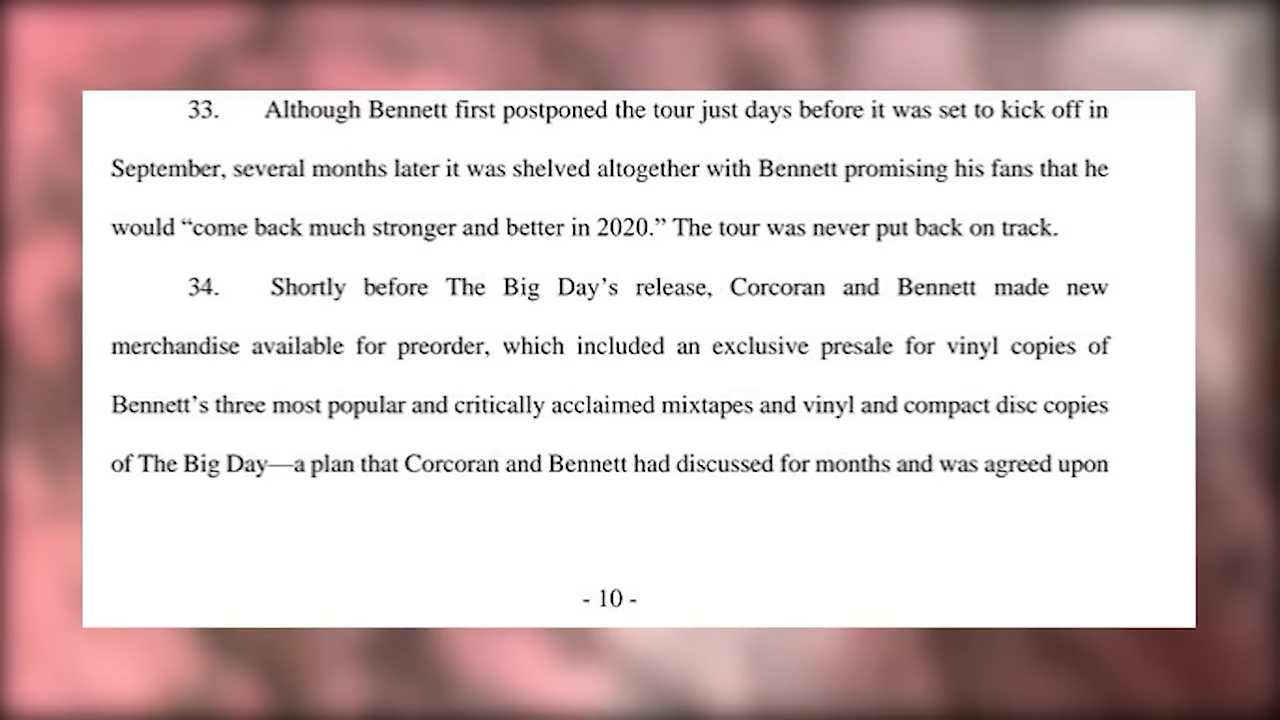 33. Although Bennett first postponed the tour just days before it was set to kick off in
September, several months later it was shelved altogether with Bennett promising his fans that he
would “come back much stronger and better in 2020.” The tour was never put back on track.
34. Shortly before The Big Day’s release, Corcoran and Bennett made new
merchandise available for preorder, which included an exclusive presale for vinyl copies of
Bennett’s three most popular and critically acclaimed mixtapes and vinyl and compact disc copies
of The Big Day—a plan that Corcoran and Bennett had discussed for months and was agreed upon
- 10 -